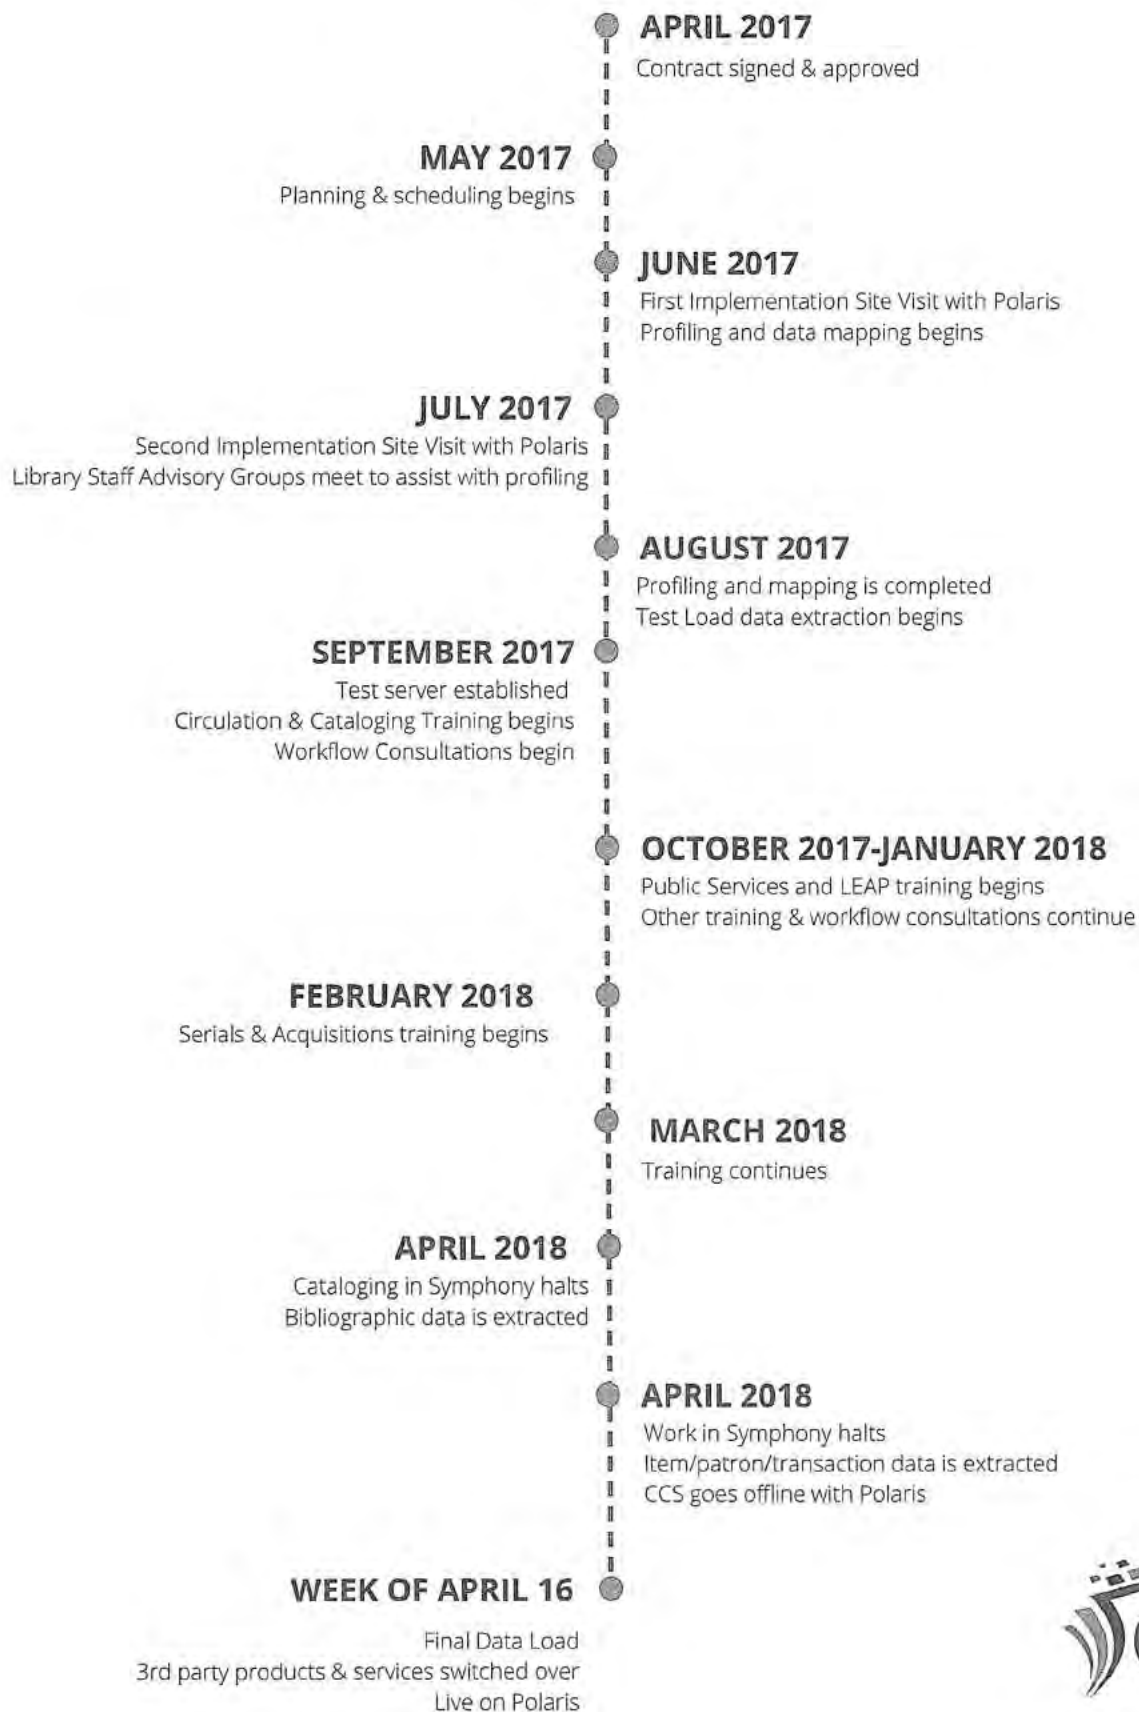 APRIL 2017
Contract signed & approved
MAY 2017
Planning & scheduling begins
JUNE 2017
First Implementation Site Visit with Polaris
Profiling and data mapping begins
JULY 2017
Second Implementation Site Visit with Polaris
Library Staff Advisory Groups meet to assist with profiling
AUGUST 2017
Profiling and mapping is completed
Test Load data extraction begins
SEPTEMBER 2017
Test server established
Circulation & Cataloging Training begins
Workflow Consultations begin
OCTOBER 2017-JANUARY 2018
Public Services and LEAP training begins
Other training & workflow consultations continue
FEBRUARY 2018
Serials & Acquisitions training begins
MARCH 2018
Training continues
APRIL 2018
Cataloging in Symphony halts
Bibliographic data is extracted
APRIL 2018
Work in Symphony halts
Item/patron/transaction data is extracted
CCS goes offline with Polaris
WEEK OF APRIL 16
Final Data Load
3rd party products & services switched over
Live on Polaris